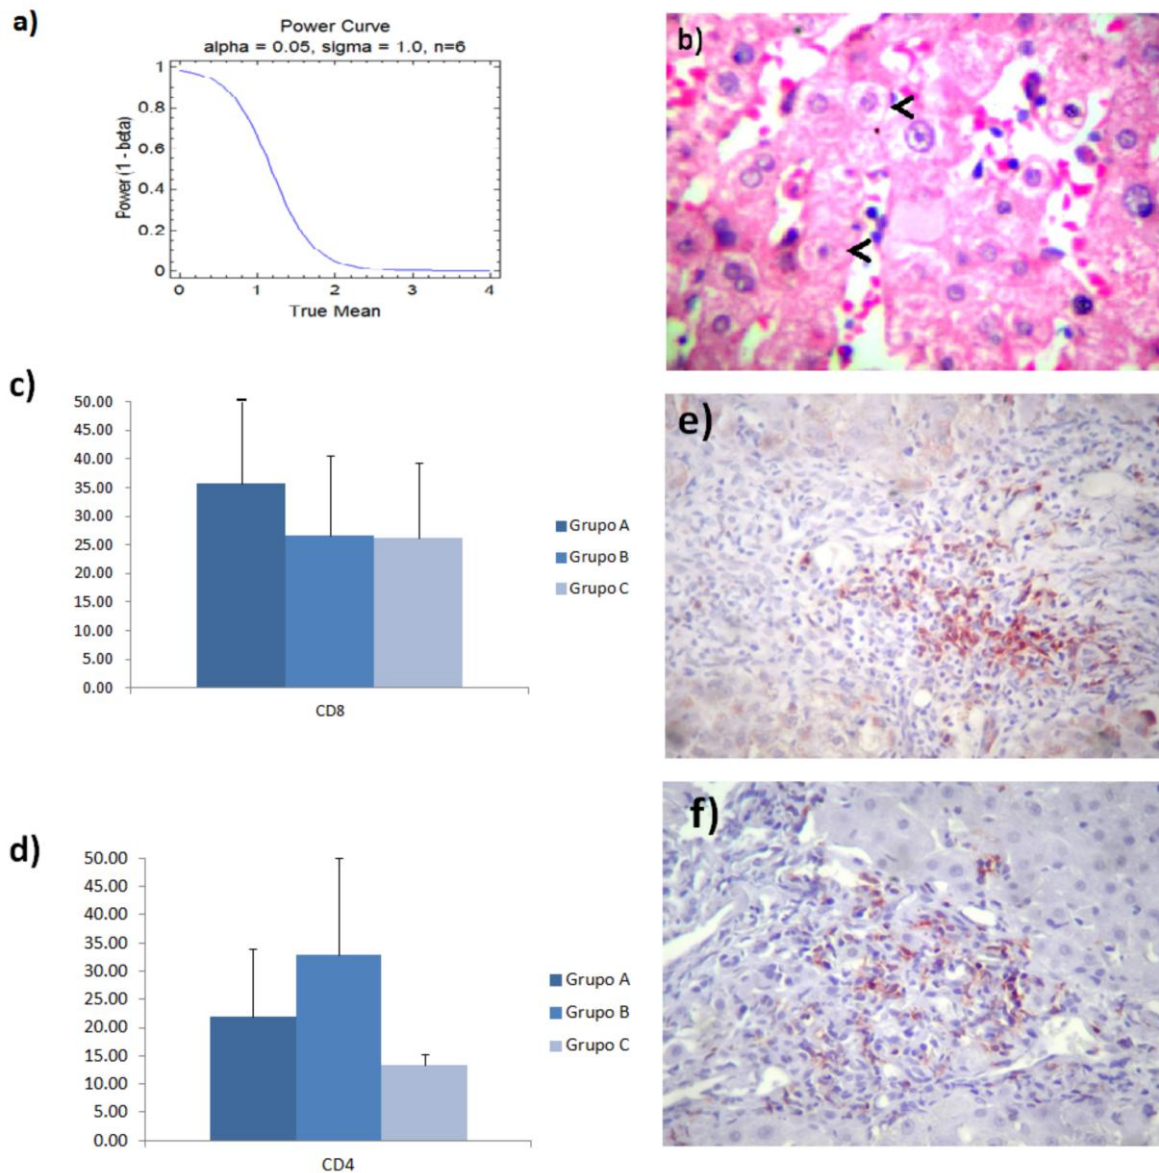 a)
Power Curve
alpha = 0.05, sigma = 1.0, n=6
Power (1 - beta)
1
0.8
0.6
0.4
0.2
0
0 1 2 3 4
True Mean
b)
c)
50.00
45.00
40.00
35.00
30.00
25.00
20.00
15.00
10.00
5.00
0.00
CD8
Grupo A
Grupo B
Grupo C
e)
d)
50.00
45.00
40.00
35.00
30.00
25.00
20.00
15.00
10.00
5.00
0.00
CD4
Grupo A
Grupo B
Grupo C
f)